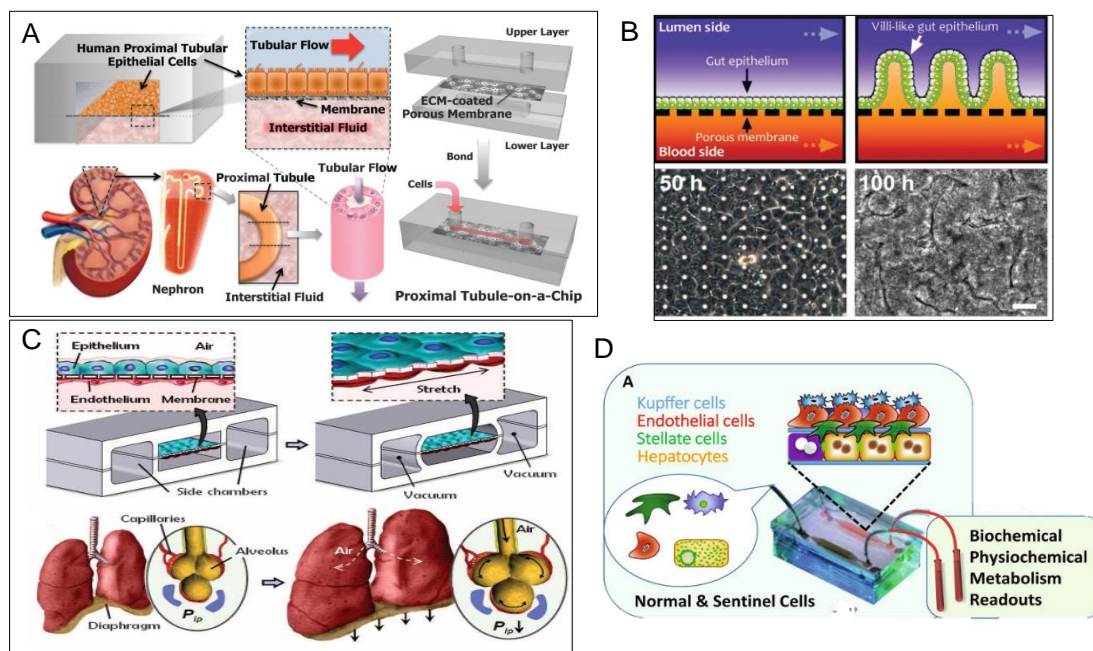 A
Human Proximal Tubular
Epithelial Cells
Tubular Flow
Membrane
Interstitial Fluid
Upper Layer
ECM-coated
Porous Membrane
Lower Layer
Bond
Cells
Proximal Tubule-on-a-Chip
Nephron
Proximal Tubule
Interstitial Fluid
Tubular Flow
B
Lumen side
Gut epithelium
Porous membrane
Blood side
Villi-like gut epithelium
50 h
100 h
C
Epithelium
Air
Endothelium
Membrane
Stretch
Side chambers
Vacuum
Vacuum
Capillaries
Alveolus
Pip
Diaphragm
Air
Air
Pip↓
D
A
Kupffer cells
Endothelial cells
Stellate cells
Hepatocytes
Normal & Sentinel Cells
Biochemical
Physiochemical
Metabolism
Readouts